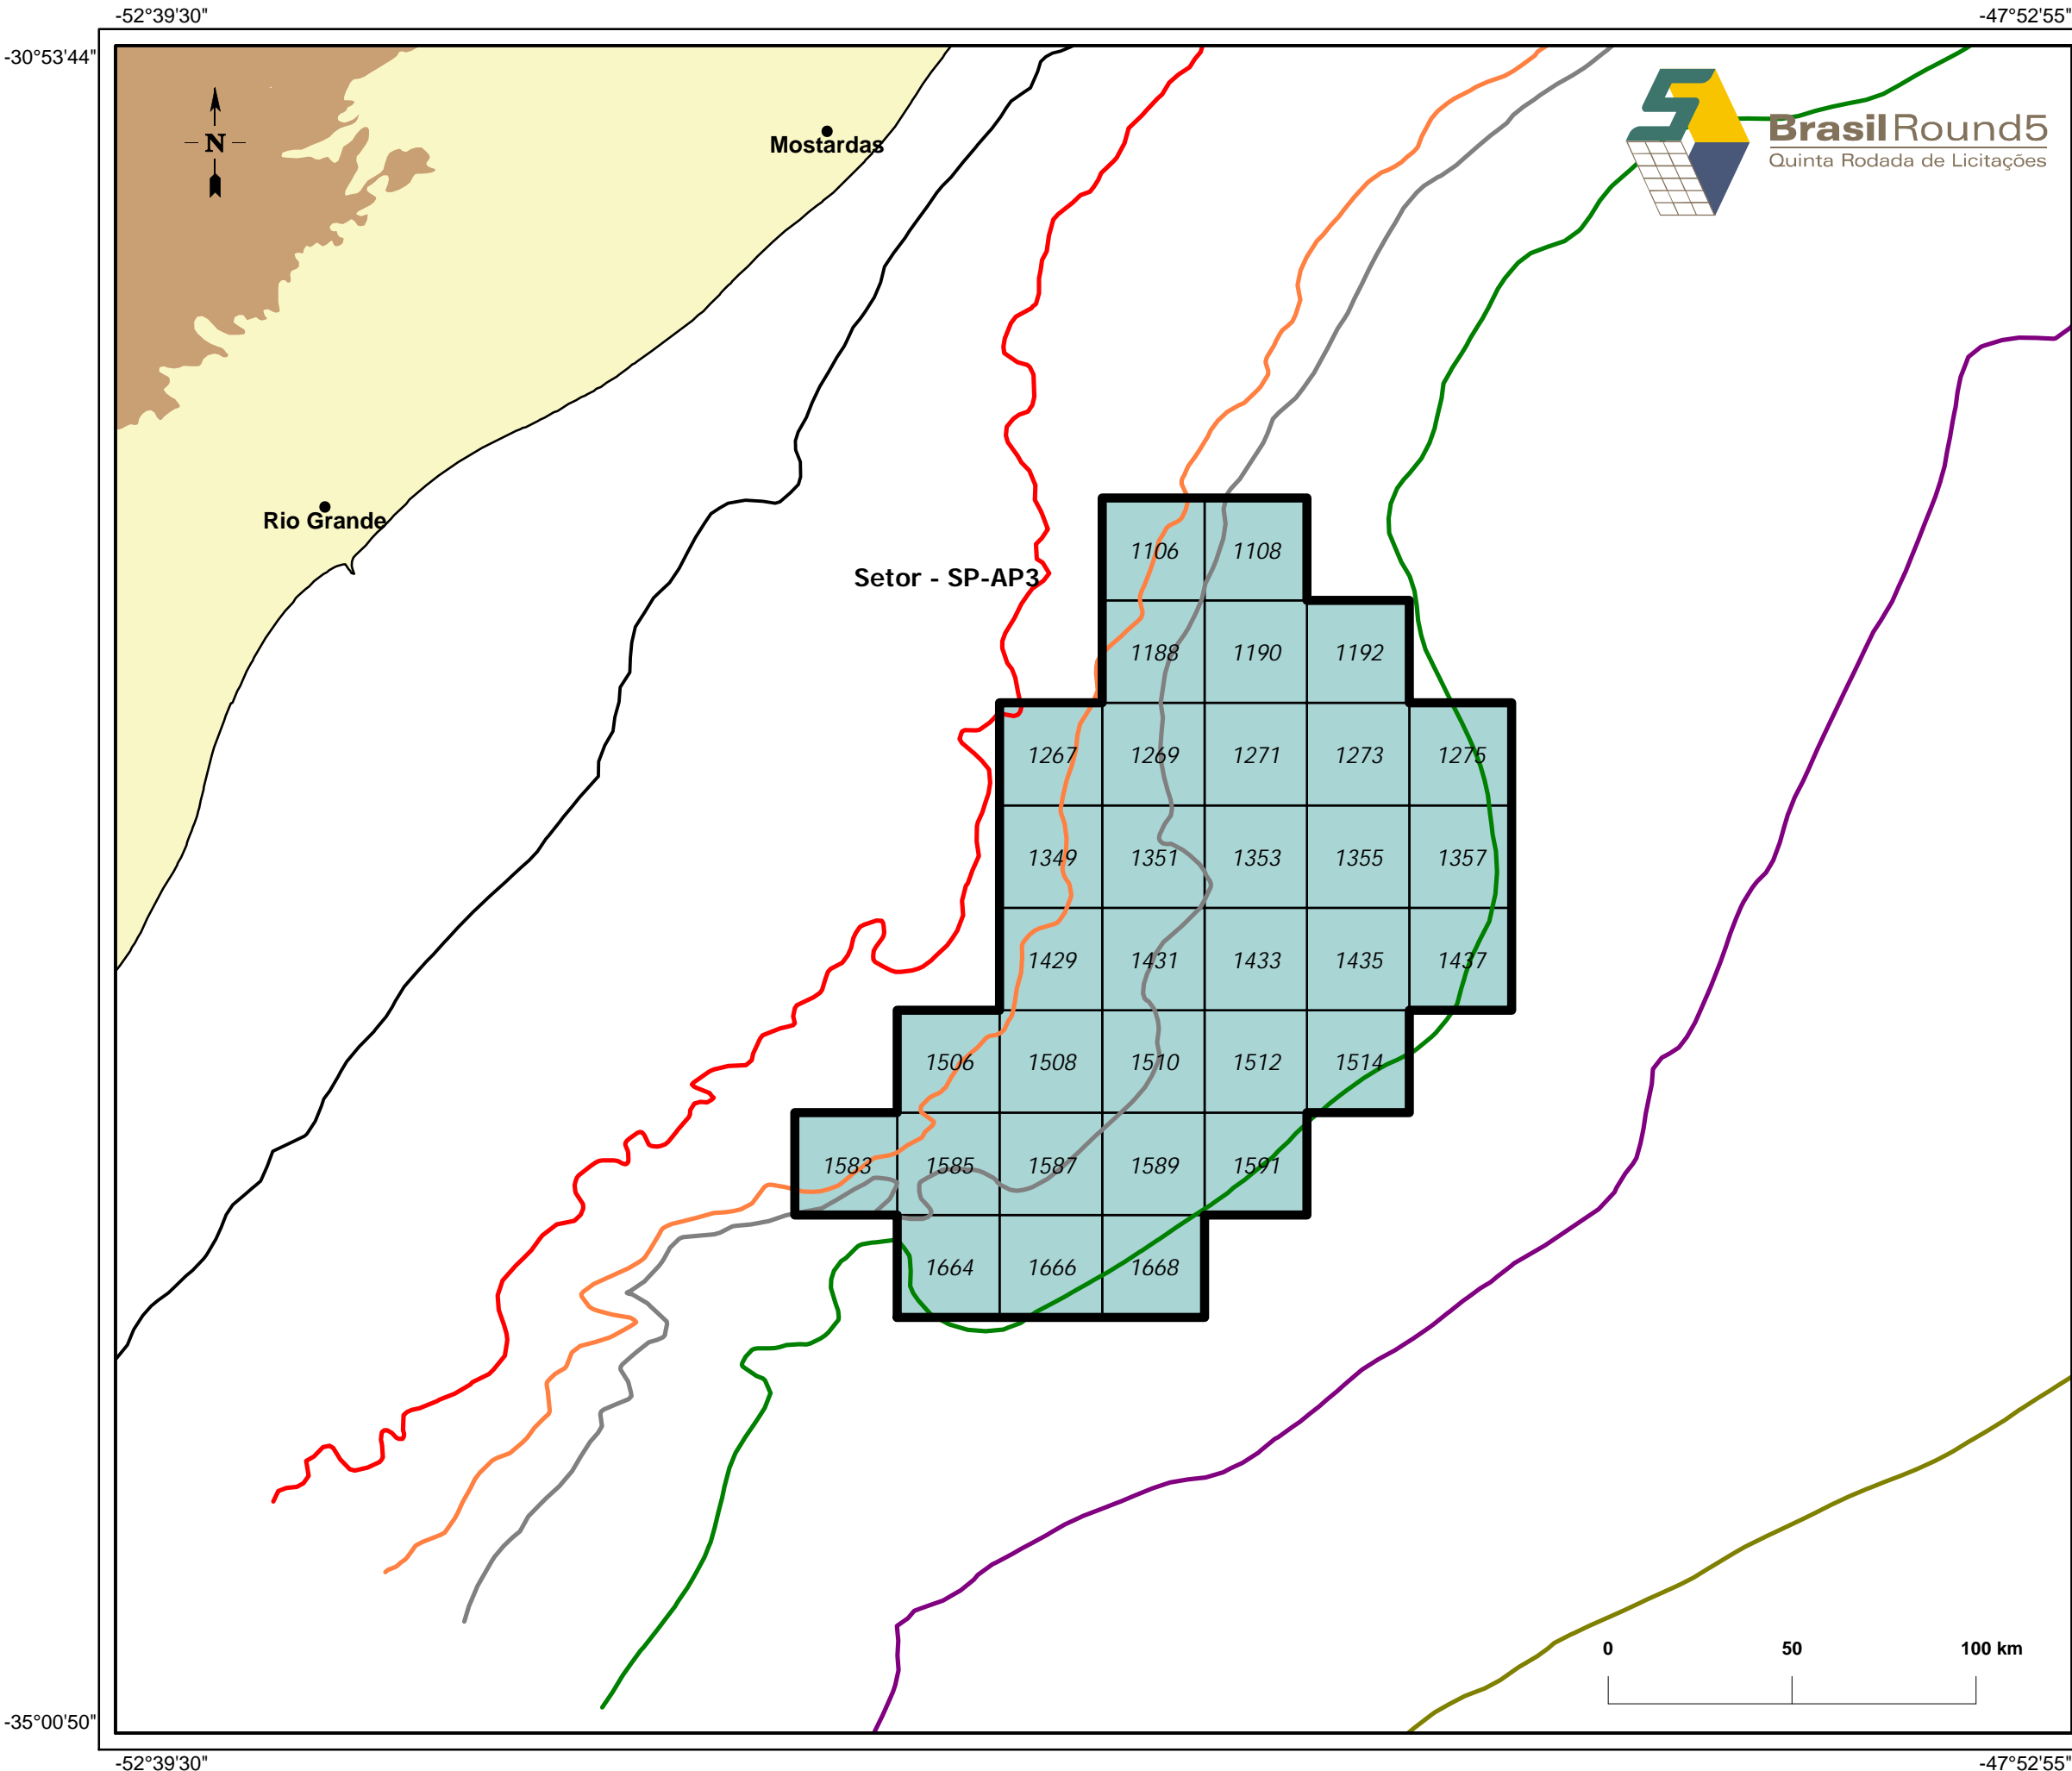 -52°39'30" -47°52'55"
-30°53'44"
N
Mostardas
BrasilRound5
Quinta Rodada de Licitações
Rio Grande
Setor - SP-AP3
1106 1108
1188 1190 1192
1267 1269 1271 1273 1275
1349 1351 1353 1355 1357
1429 1431 1433 1435 1437
1506 1508 1510 1512 1514
1583 1585 1587 1589 1591
1664 1666 1668
0 50 100 km
-35°00'50"
-52°39'30" -47°52'55"